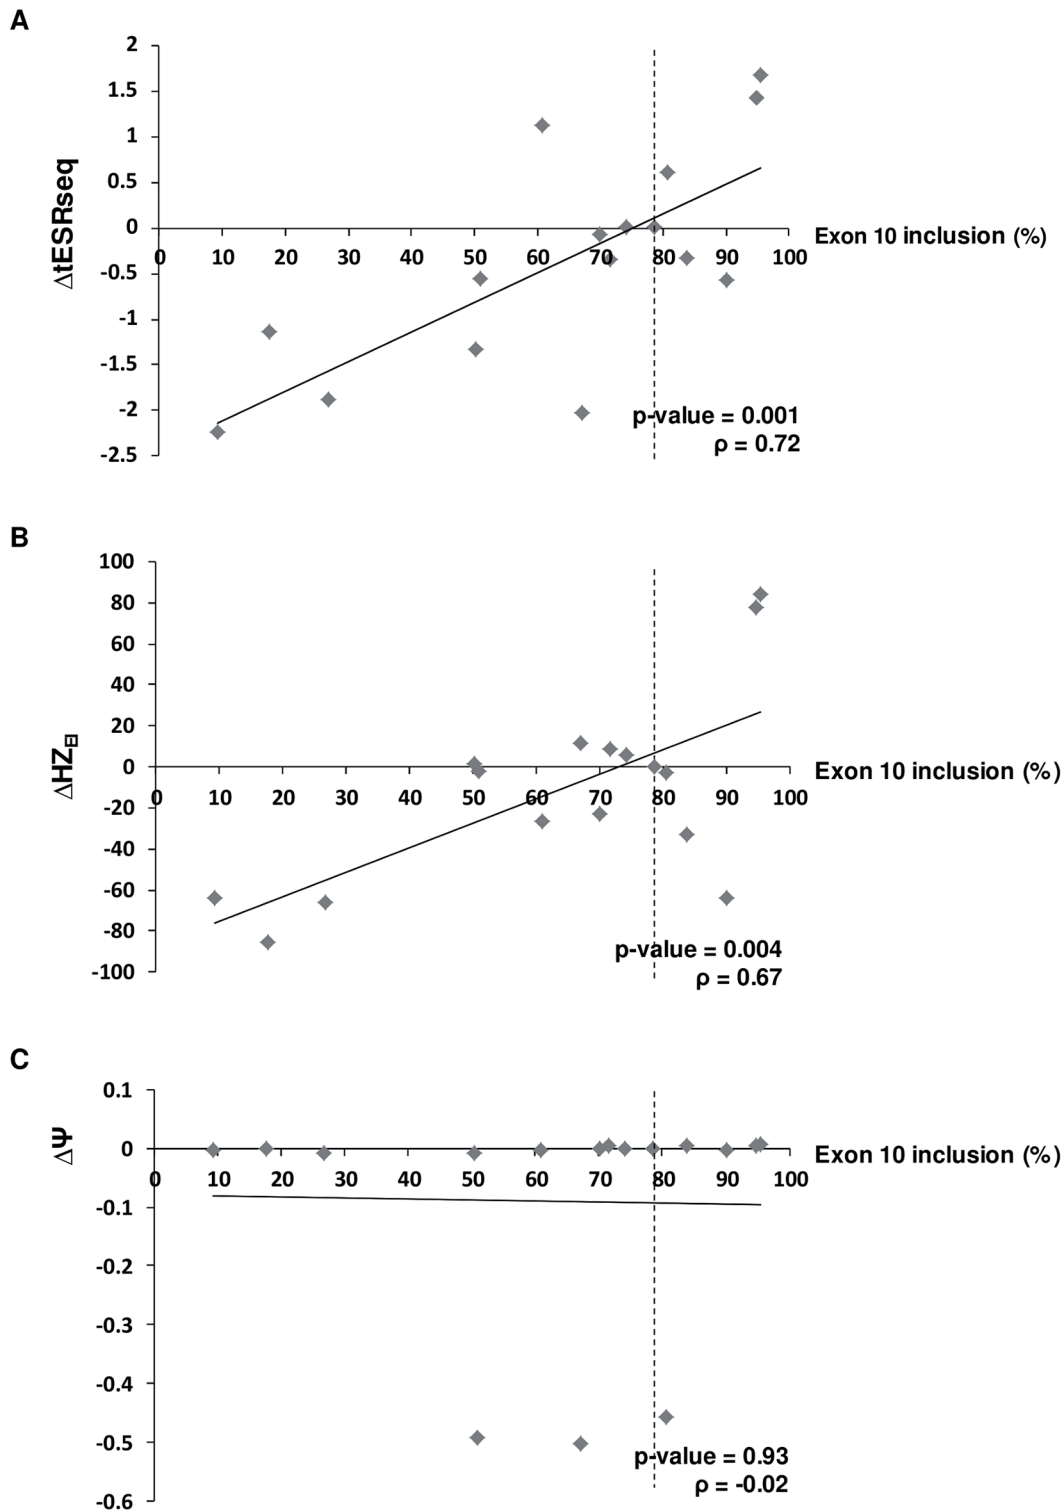 A
2
1.5
1
0.5
0
-0.5
-1
-1.5
-2
-2.5
ΔtESRseq
0 10 20 30 40 50 60 70 80 90 100
Exon 10 inclusion (%)
p-value = 0.001
ρ = 0.72
B
100
80
60
40
20
0
-20
-40
-60
-80
-100
ΔHZEI
0 10 20 30 40 50 60 70 80 90 100
Exon 10 inclusion (%)
p-value = 0.004
ρ = 0.67
C
0.1
0
-0.1
-0.2
-0.3
-0.4
-0.5
-0.6
ΔΨ
0 10 20 30 40 50 60 70 80 90 100
Exon 10 inclusion (%)
p-value = 0.93
ρ = -0.02